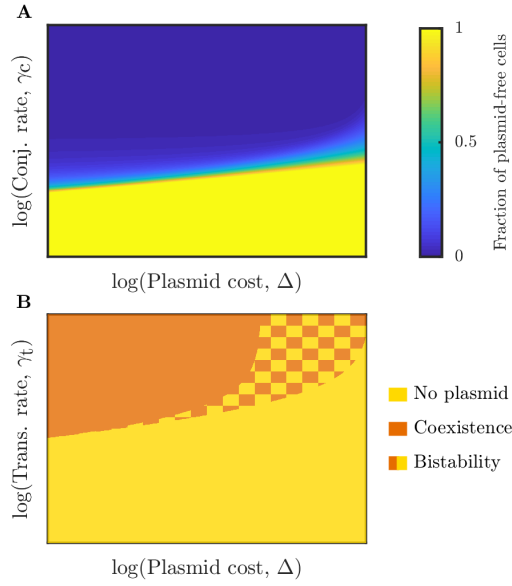 A
log(Conj. rate, γc)
log(Plasmid cost, Δ)
1
0.5
0
Fraction of plasmid-free cells
B
log(Trans. rate, γt)
log(Plasmid cost, Δ)
No plasmid
Coexistence
Bistability